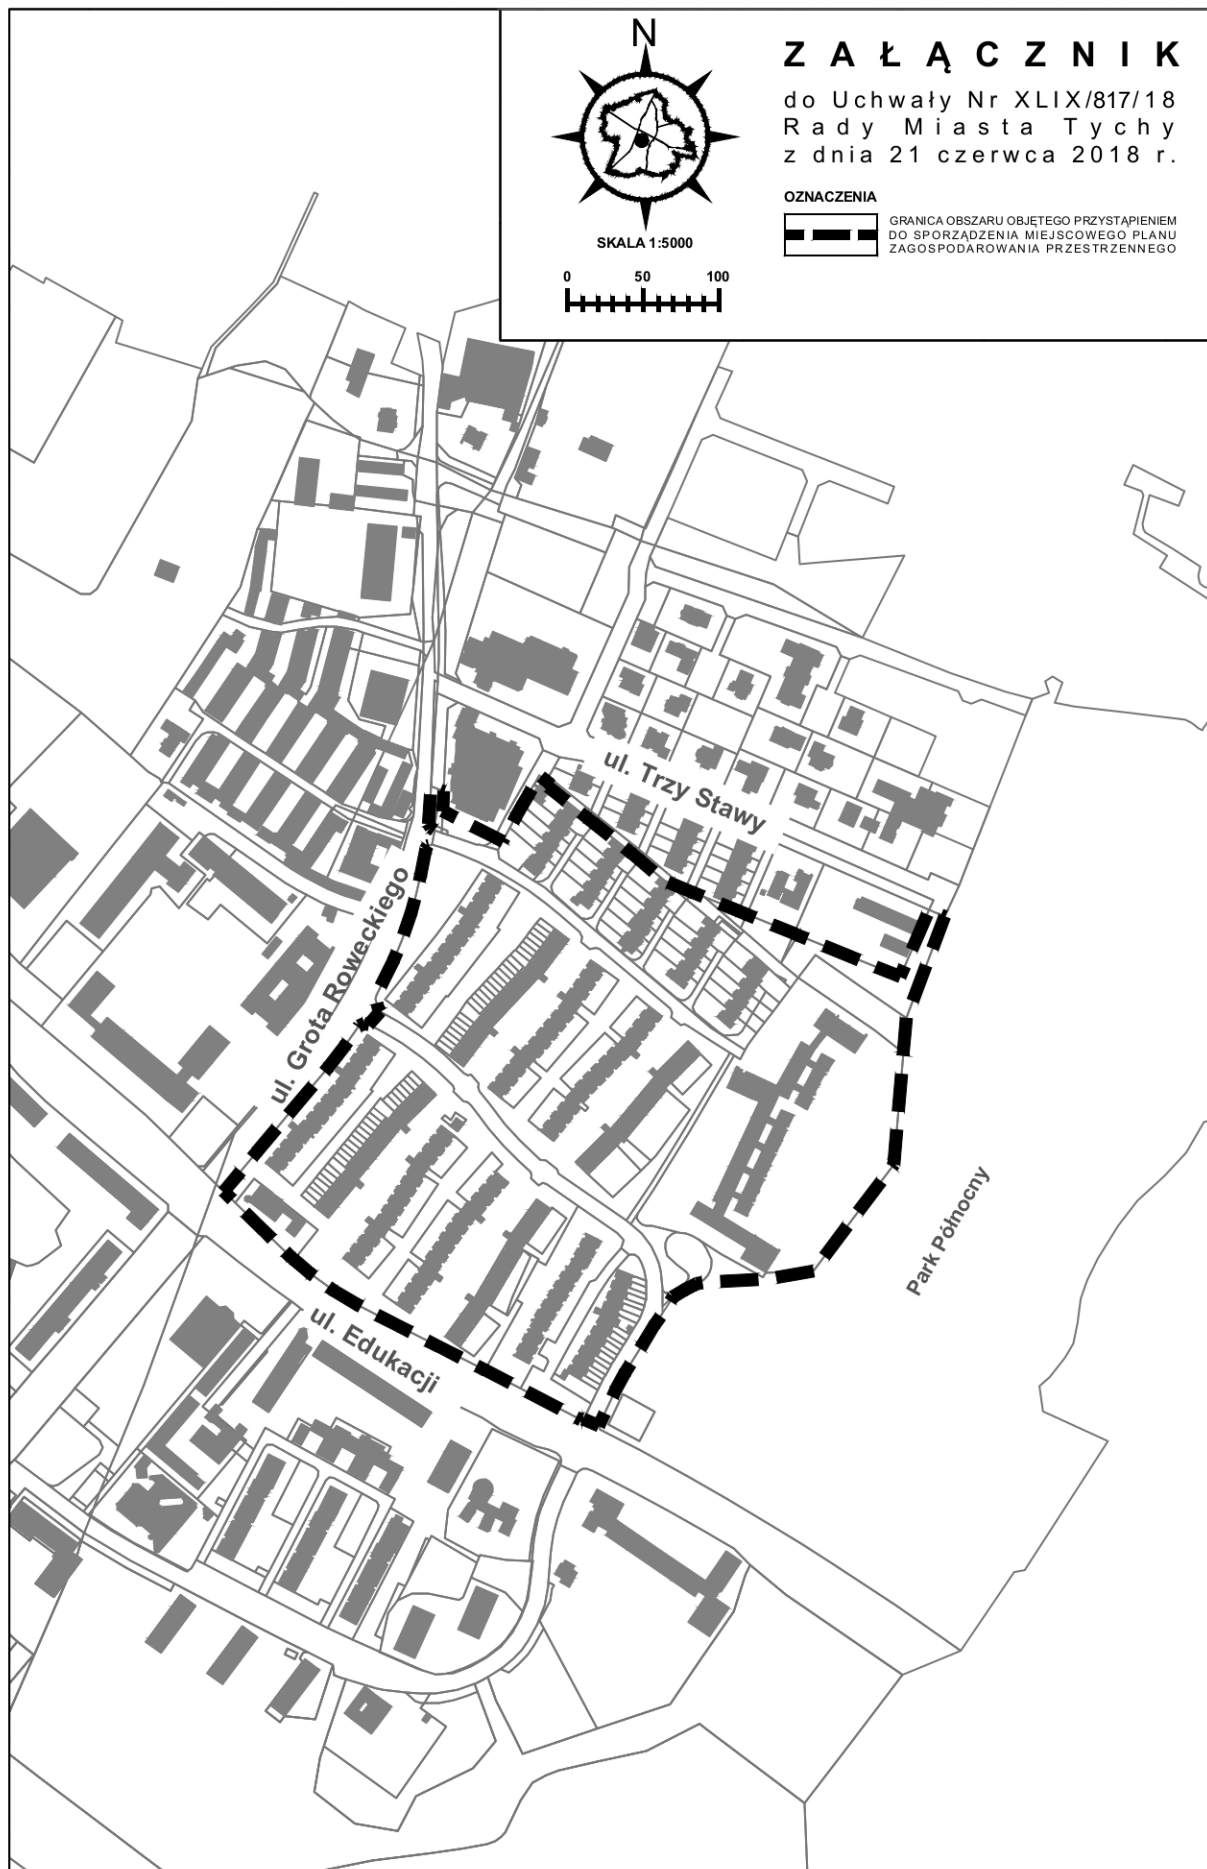 N
SKALA 1:5000
0 50 100
Z A Ł Ą C Z N I K
do Uchwały Nr XLIX/817/18
Rady Miasta Tychy
z dnia 21 czerwca 2018 r.
OZNACZENIA
GRANICA OBSZARU OBJĘTEGO PRZYSTĄPIENIEM
DO SPORZĄDZENIA MIEJSCOWEGO PLANU
ZAGOSPODAROWANIA PRZESTRZENNEGO
ul. Trzy Stawy
ul. Grota Roweckiego
Park Północny
ul. Edukacji